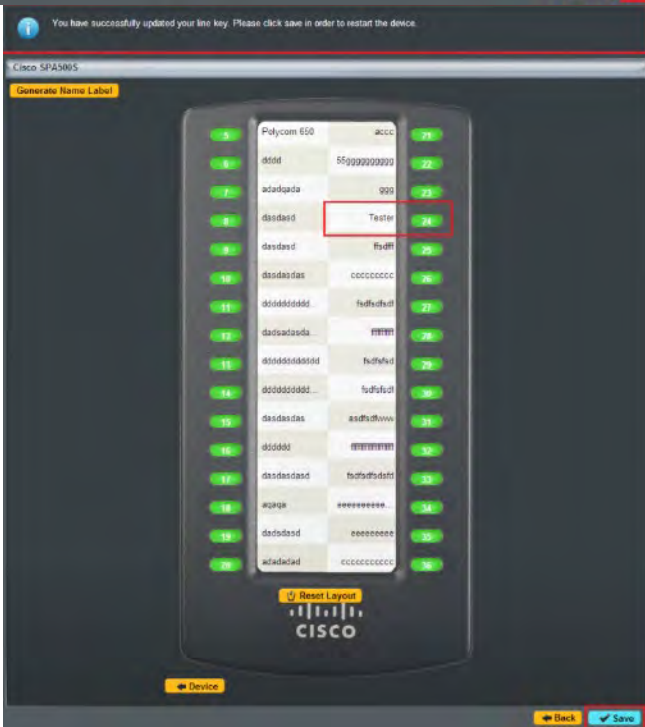 You have successfully updated your line key. Please click save in order to restart the device.
Cisco SPA500S
Generate Name Label
5 Polycom 650 accc 21
6 dddd 55gggggggggg 22
7 adadqada ggg 23
8 dasdasd Tester 24
9 dasdasd ffsdff 25
10 dasdasdas ccccccccc 26
11 dddddddddd... fsdfsdfsdf 27
12 dadsadasda... 28
13 dddddddddddd fsdfsfsd 29
14 dddddddddd... fsdfsfsdf 30
15 dasdasdas asdfsdfwww 31
16 dddddd 32
17 dasdasdasd fsdfsdfsdsfd 33
18 aqaqa eeeeeeeeee... 34
19 dadsdasd eeeeeeeee 35
20 adadadad ccccccccccc 36
Reset Layout
CISCO
Device
Back Save